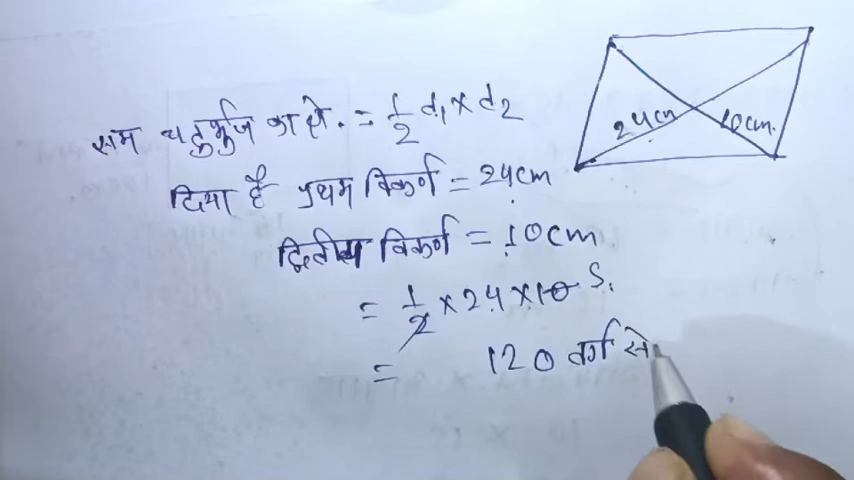 सम चतुर्भुज का क्षे. = 1/2 d1 × d2
दिया है प्रथम विकर्ण = 24cm
द्वितीय विकर्ण = 10cm
= 1/2 × 24 × 10 5
= 120 वर्ग से
24cm
10cm